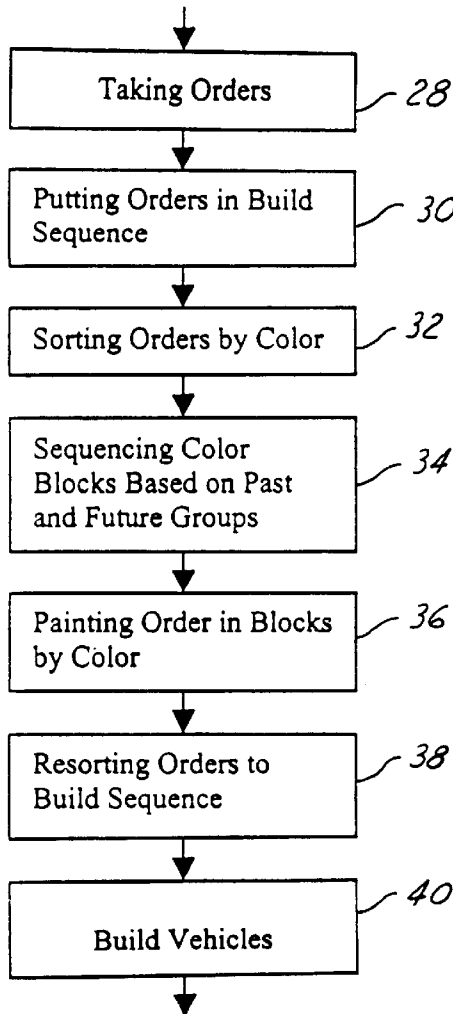 Taking Orders
28
Putting Orders in Build
Sequence
30
Sorting Orders by Color
32
Sequencing Color
Blocks Based on Past
and Future Groups
34
Painting Order in Blocks
by Color
36
Resorting Orders to
Build Sequence
38
Build Vehicles
40